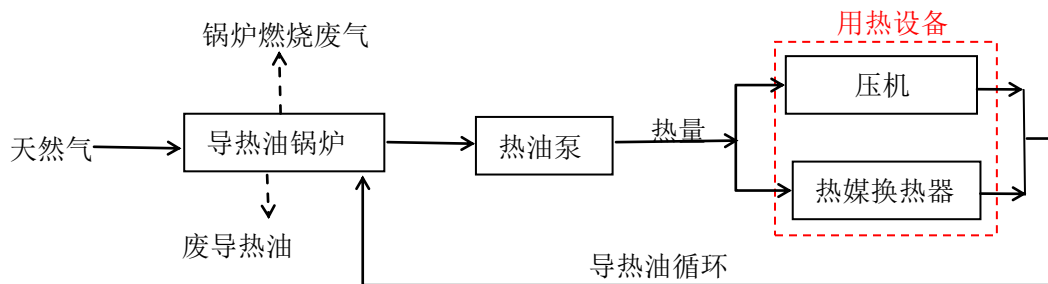 锅炉燃烧废气
用热设备
压机
天然气
导热油锅炉
热油泵
热量
热媒换热器
废导热油
导热油循环